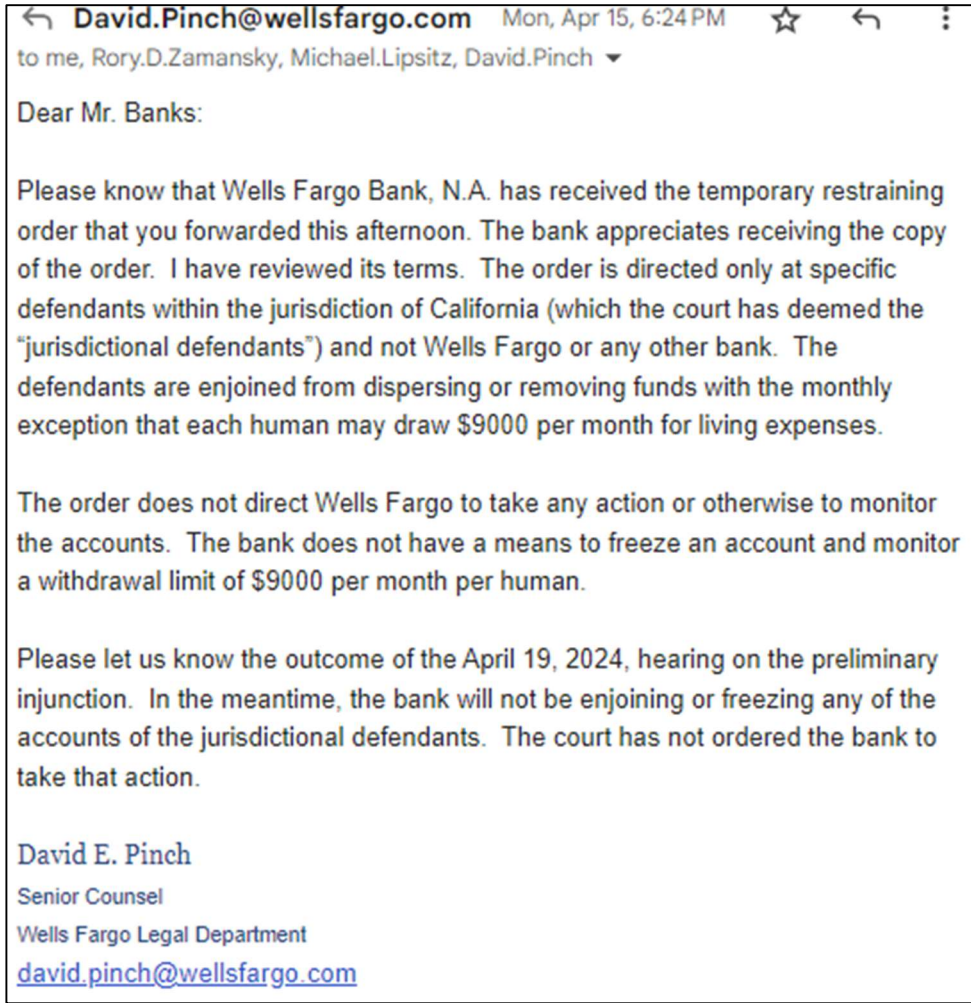 David.Pinch@wellsfargo.com Mon, Apr 15, 6:24 PM
to me, Rory.D.Zamansky, Michael.Lipsitz, David.Pinch
Dear Mr. Banks:
Please know that Wells Fargo Bank, N.A. has received the temporary restraining
order that you forwarded this afternoon. The bank appreciates receiving the copy
of the order.  I have reviewed its terms.  The order is directed only at specific
defendants within the jurisdiction of California (which the court has deemed the
“jurisdictional defendants”) and not Wells Fargo or any other bank.  The
defendants are enjoined from dispersing or removing funds with the monthly
exception that each human may draw $9000 per month for living expenses.
The order does not direct Wells Fargo to take any action or otherwise to monitor
the accounts.  The bank does not have a means to freeze an account and monitor
a withdrawal limit of $9000 per month per human.
Please let us know the outcome of the April 19, 2024, hearing on the preliminary
injunction.  In the meantime, the bank will not be enjoining or freezing any of the
accounts of the jurisdictional defendants.  The court has not ordered the bank to
take that action.
David E. Pinch
Senior Counsel
Wells Fargo Legal Department
david.pinch@wellsfargo.com